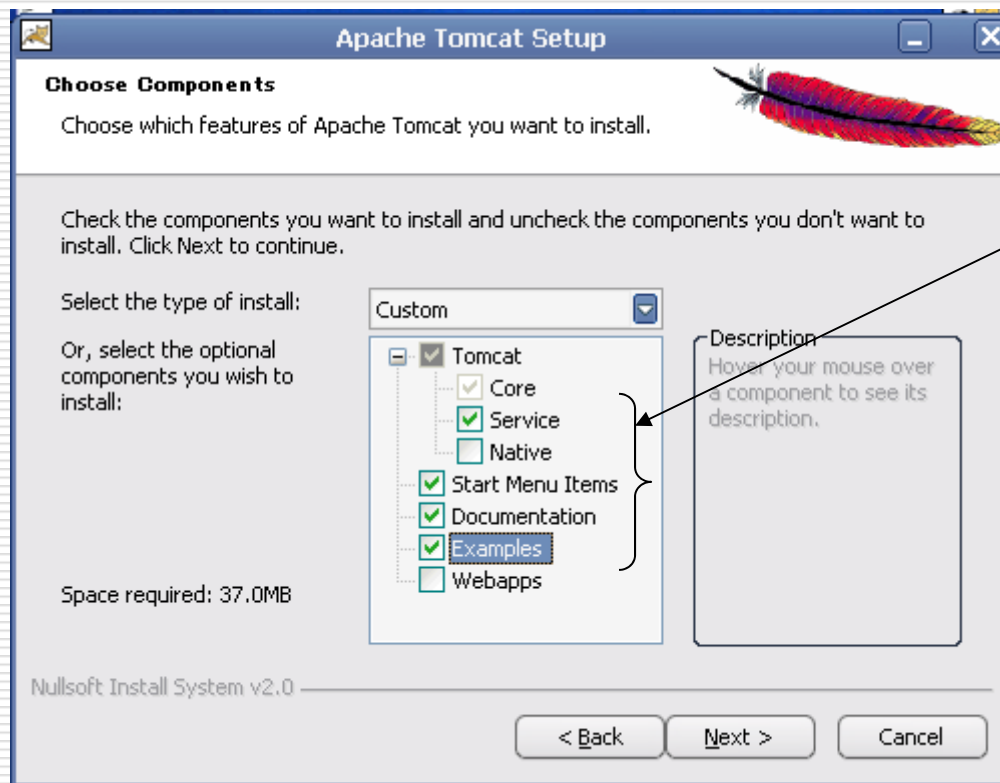 Apache Tomcat Setup
Choose Components
Choose which features of Apache Tomcat you want to install.
Check the components you want to install and uncheck the components you don't want to
install. Click Next to continue.
Select the type of install:
Custom
Or, select the optional
components you wish to
install:
Tomcat
Core
Service
Native
Start Menu Items
Documentation
Examples
Webapps
Description
Hover your mouse over
a component to see its
description.
Space required: 37.0MB
Nullsoft Install System v2.0
< Back
Next >
Cancel